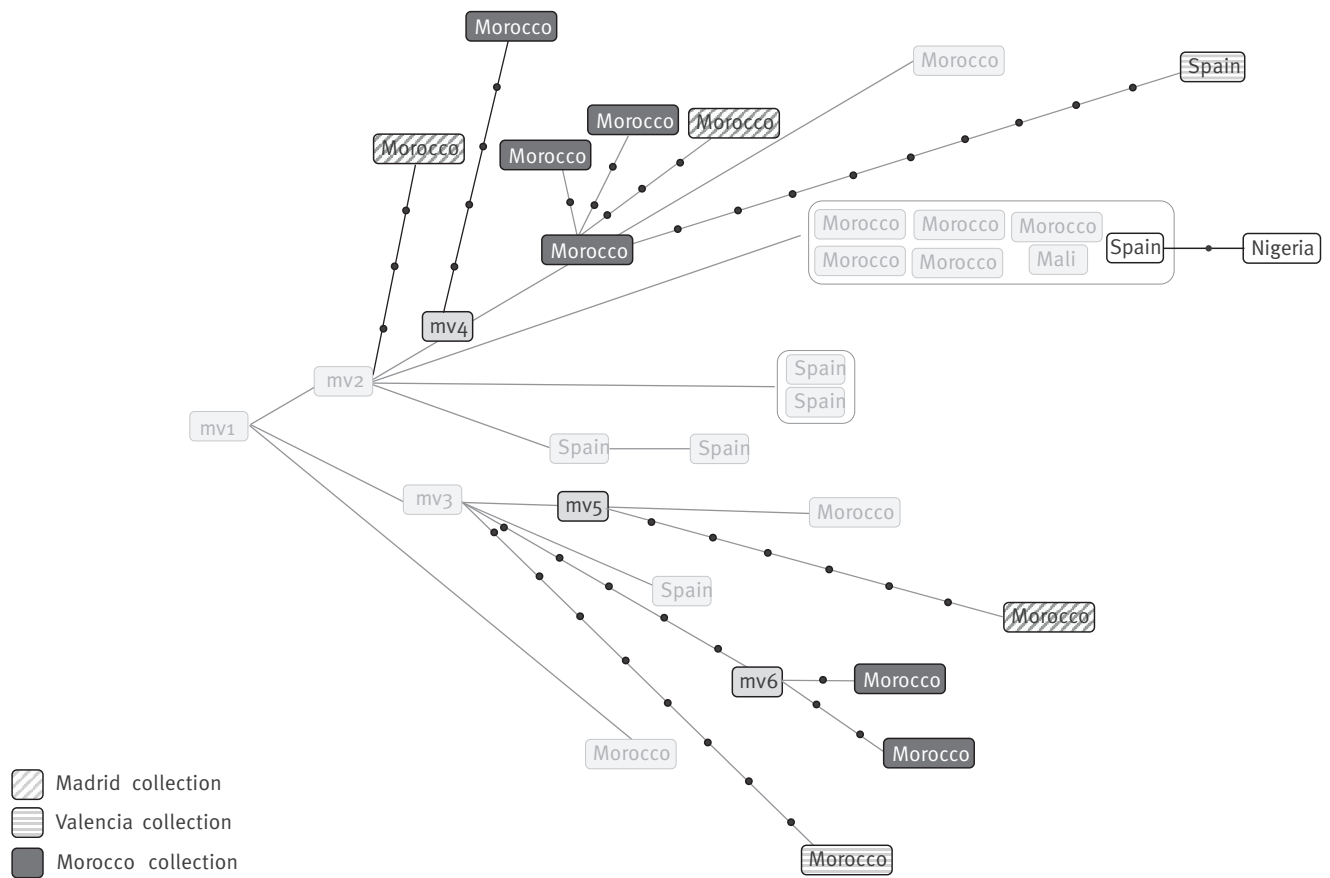 Morocco
Morocco
Spain
Morocco
Morocco
Morocco
Morocco
Morocco
Morocco
Morocco
Morocco
Morocco
Spain
Nigeria
Morocco
Morocco
Mali
mv4
mv2
Spain
Spain
mv1
Spain
Spain
mv3
mv5
Morocco
Spain
Morocco
mv6
Morocco
Morocco
Morocco
Madrid collection
Valencia collection
Morocco
Morocco collection